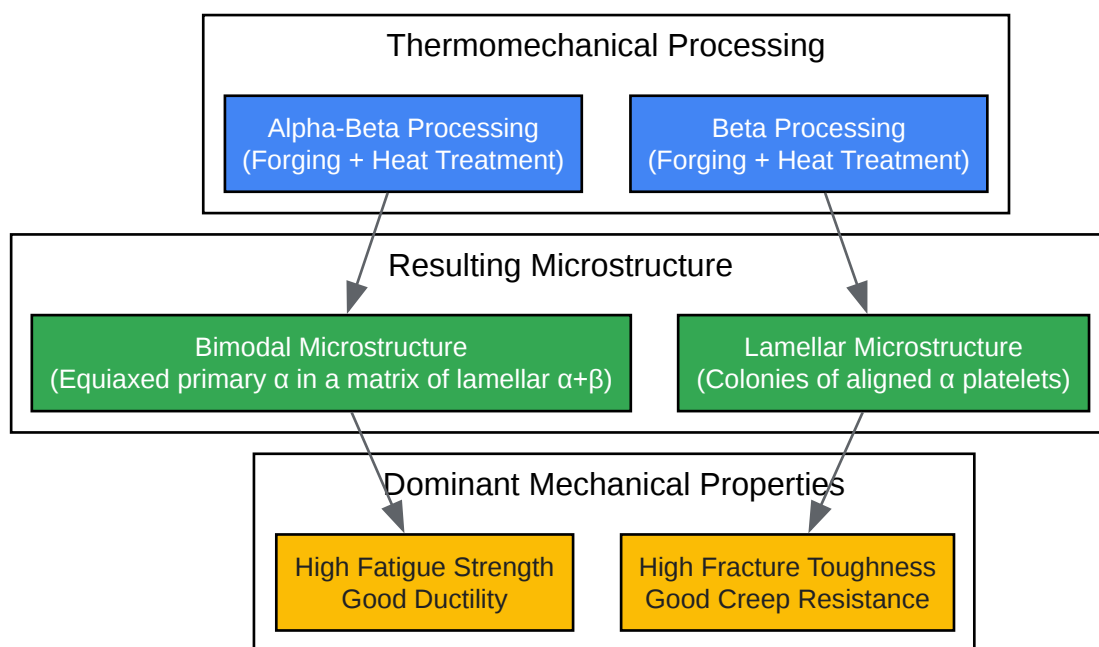 Thermomechanical Processing
Alpha-Beta Processing
(Forging + Heat Treatment)
Beta Processing
(Forging + Heat Treatment)
Resulting Microstructure
Bimodal Microstructure
(Equiaxed primary α in a matrix of lamellar α+β)
Lamellar Microstructure
(Colonies of aligned α platelets)
Dominant Mechanical Properties
High Fatigue Strength
Good Ductility
High Fracture Toughness
Good Creep Resistance